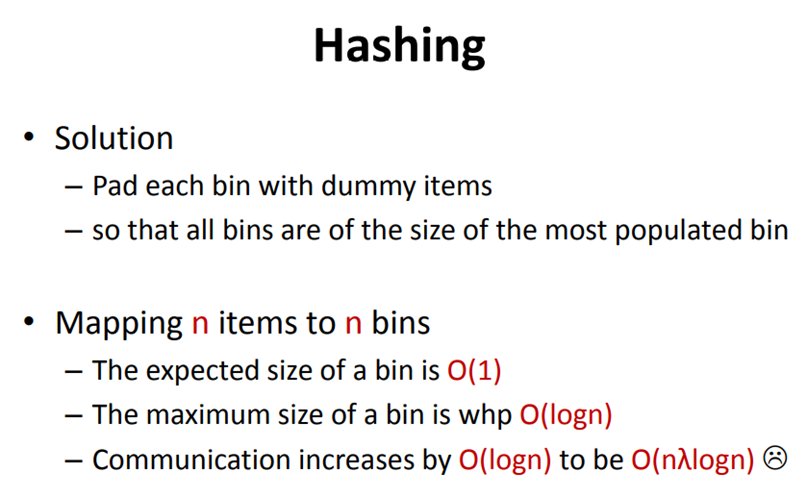 Hashing
• Solution
– Pad each bin with dummy items
– so that all bins are of the size of the most populated bin
• Mapping n items to n bins
– The expected size of a bin is O(1)
– The maximum size of a bin is whp O(logn)
– Communication increases by O(logn) to be O(nλlogn) ☹